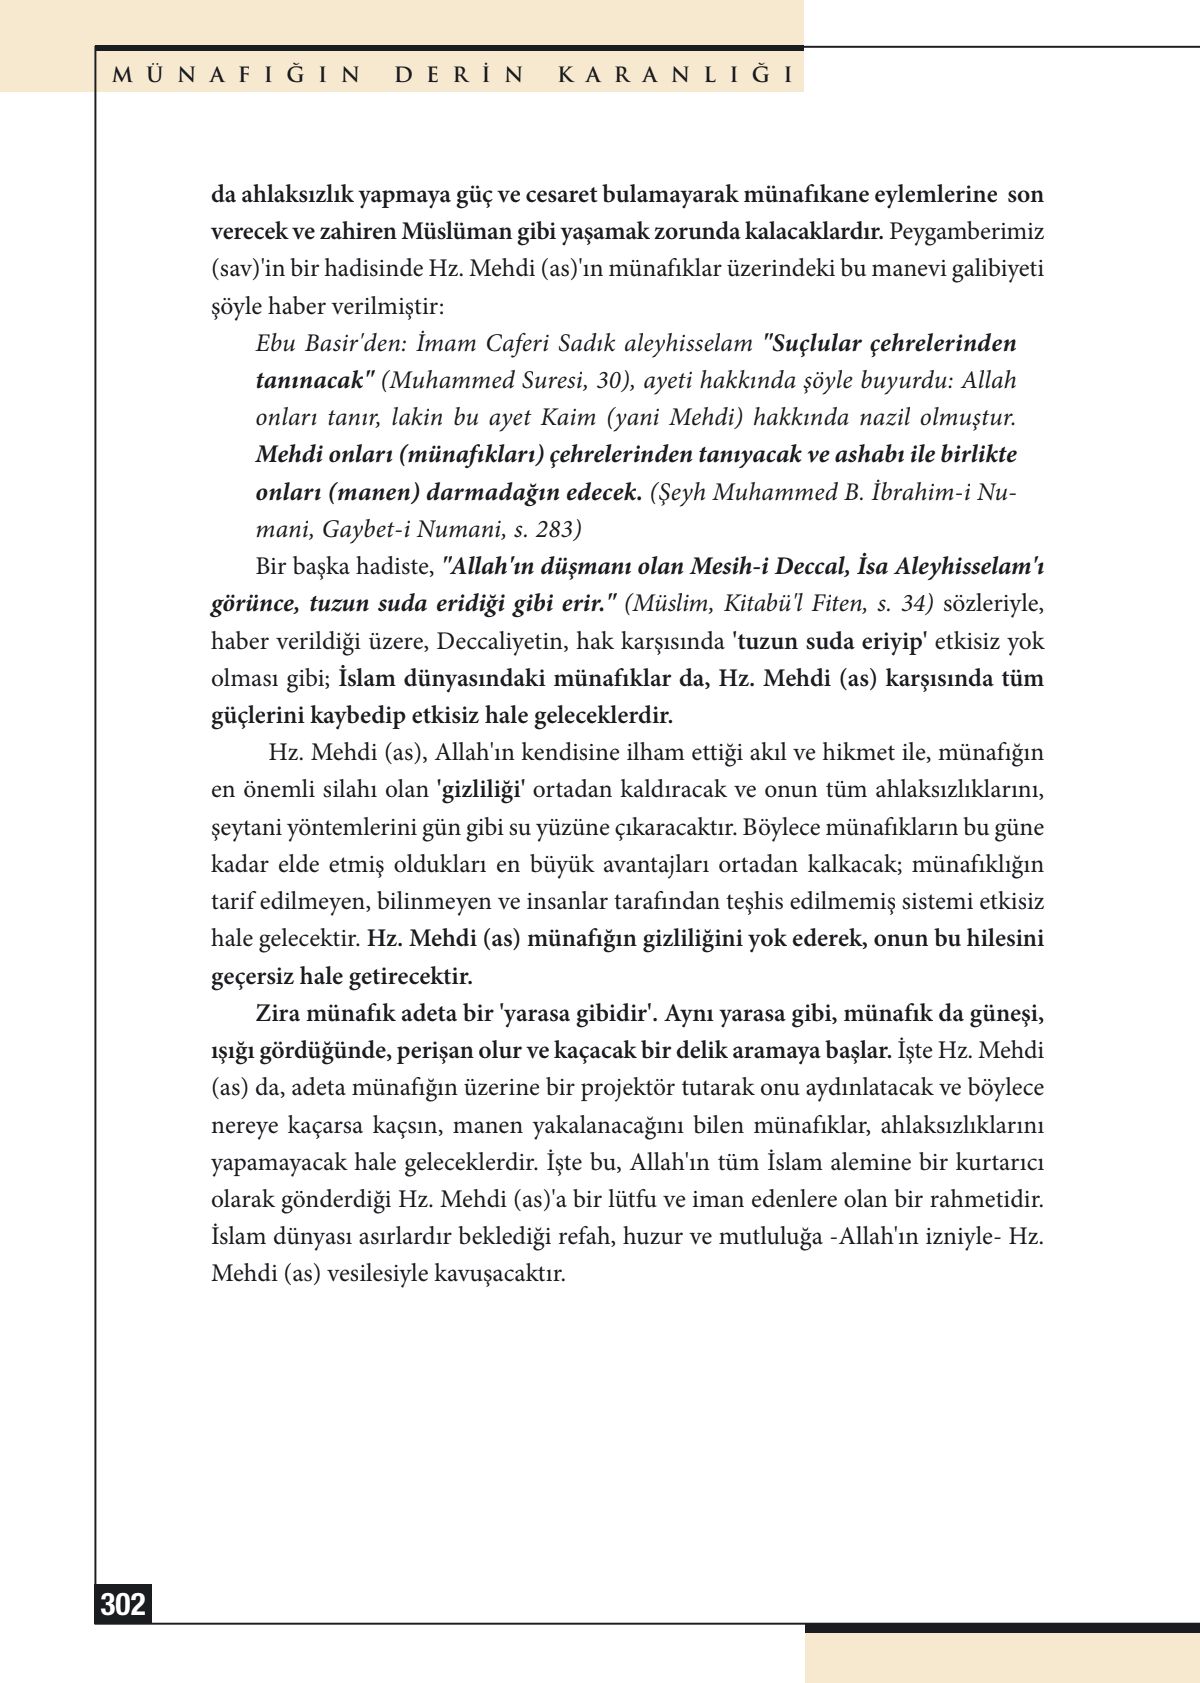 MÜNAFIĞIN DERİN KARANLIĞI
da ahlaksızlık yapmaya güç ve cesaret bulamayarak münafıkane eylemlerine son
verecek ve zahiren Müslüman gibi yaşamak zorunda kalacaklardır. Peygamberimiz
(sav)'in bir hadisinde Hz. Mehdi (as)'ın münafıklar üzerindeki bu manevi galibiyeti
şöyle haber verilmiştir:
Ebu Basir'den: İmam Caferi Sadık aleyhisselam "Suçlular çehrelerinden
tanınacak" (Muhammed Suresi, 30), ayeti hakkında şöyle buyurdu: Allah
onları tanır, lakin bu ayet Kaim (yani Mehdi) hakkında nazil olmuştur.
Mehdi onları (münafıkları) çehrelerinden tanıyacak ve ashabı ile birlikte
onları (manen) darmadağın edecek. (Şeyh Muhammed B. İbrahim-i Nu-
mani, Gaybet-i Numani, s. 283)
Bir başka hadiste, "Allah'ın düşmanı olan Mesih-i Deccal, İsa Aleyhisselam'ı
görünce, tuzun suda eridiği gibi erir." (Müslim, Kitabü'l Fiten, s. 34) sözleriyle,
haber verildiği üzere, Deccaliyetin, hak karşısında 'tuzun suda eriyip' etkisiz yok
olması gibi; İslam dünyasındaki münafıklar da, Hz. Mehdi (as) karşısında tüm
güçlerini kaybedip etkisiz hale geleceklerdir.
Hz. Mehdi (as), Allah'ın kendisine ilham ettiği akıl ve hikmet ile, münafığın
en önemli silahı olan 'gizliliği' ortadan kaldıracak ve onun tüm ahlaksızlıklarını,
şeytani yöntemlerini gün gibi su yüzüne çıkaracaktır. Böylece münafıkların bu güne
kadar elde etmiş oldukları en büyük avantajları ortadan kalkacak; münafıklığın
tarif edilmeyen, bilinmeyen ve insanlar tarafından teşhis edilmemiş sistemi etkisiz
hale gelecektir. Hz. Mehdi (as) münafığın gizliliğini yok ederek, onun bu hilesini
geçersiz hale getirecektir.
Zira münafık adeta bir 'yarasa gibidir'. Aynı yarasa gibi, münafık da güneşi,
ışığı gördüğünde, perişan olur ve kaçacak bir delik aramaya başlar. İşte Hz. Mehdi
(as) da, adeta münafığın üzerine bir projektör tutarak onu aydınlatacak ve böylece
nereye kaçarsa kaçsın, manen yakalanacağını bilen münafıklar, ahlaksızlıklarını
yapamayacak hale geleceklerdir. İşte bu, Allah'ın tüm İslam alemine bir kurtarıcı
olarak gönderdiği Hz. Mehdi (as)'a bir lütfu ve iman edenlere olan bir rahmetidir.
İslam dünyası asırlardır beklediği refah, huzur ve mutluluğa -Allah'ın izniyle- Hz.
Mehdi (as) vesilesiyle kavuşacaktır.
302